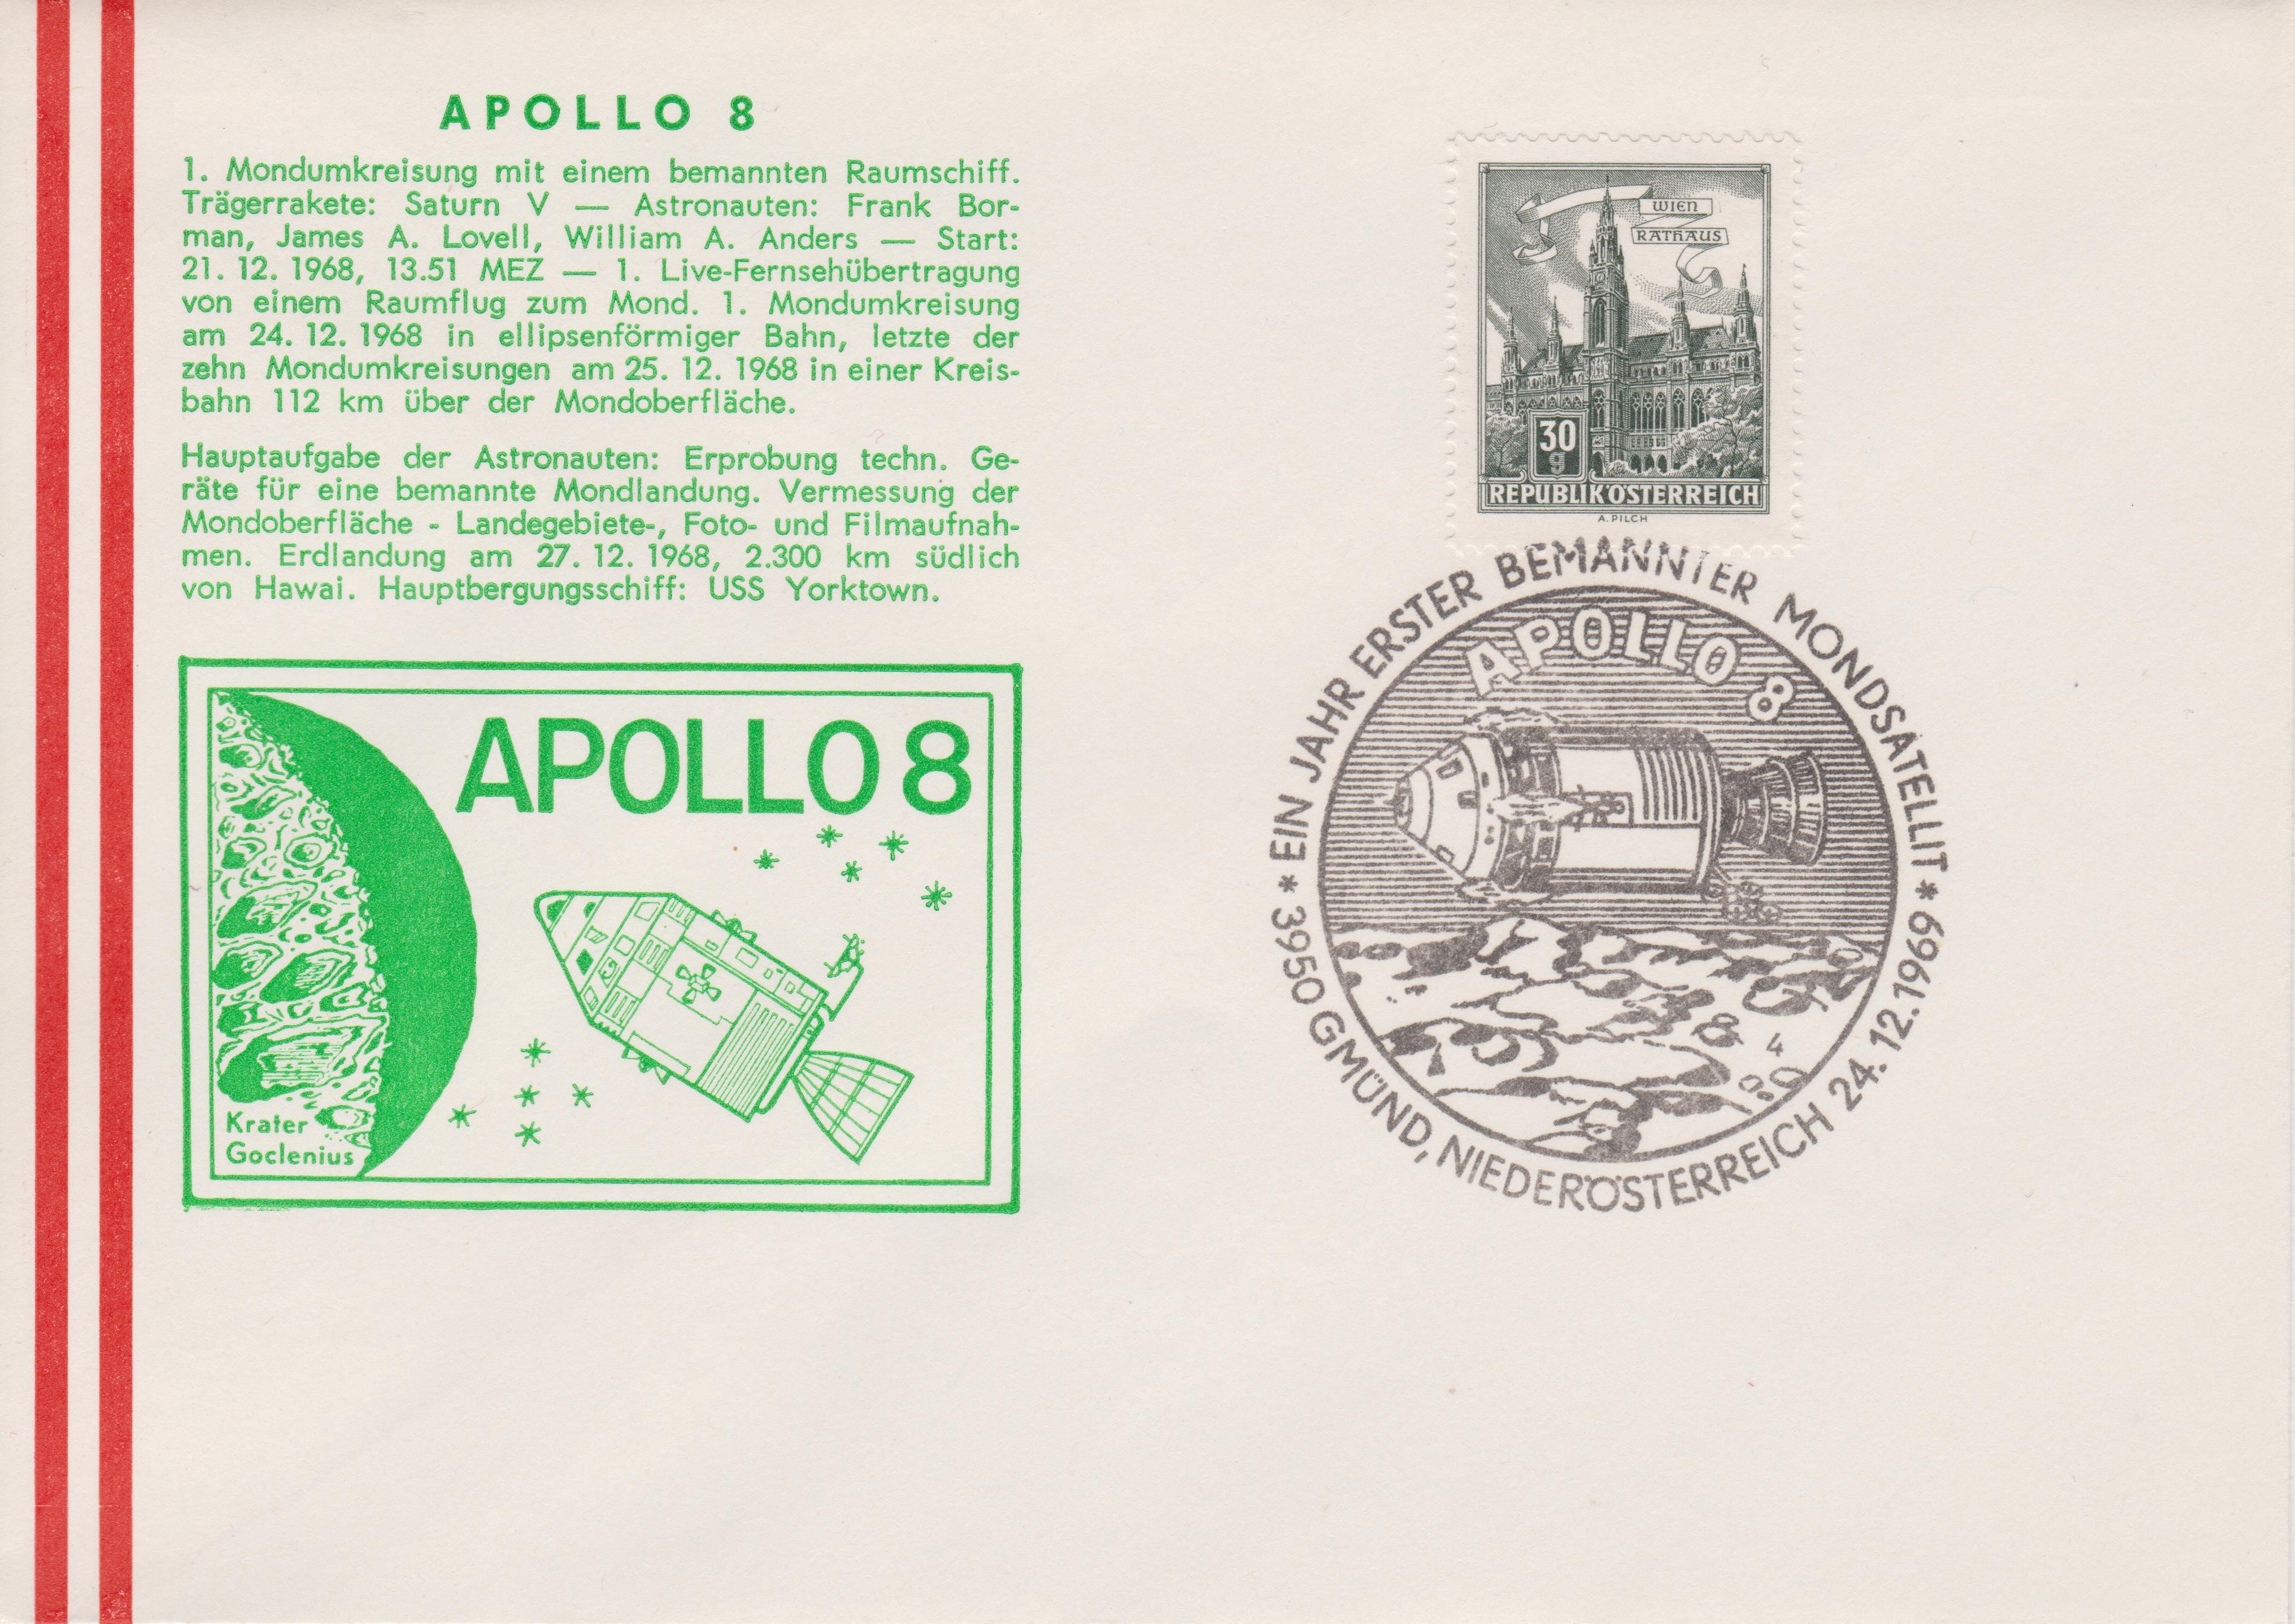 APOLLO 8
1. Mondumkreisung mit einem bemannten Raumschiff.
Trägerrakete: Saturn V — Astronauten: Frank Bor-
man, James A. Lovell, William A. Anders — Start:
21. 12. 1968, 13.51 MEZ — 1. Live-Fernsehübertragung
von einem Raumflug zum Mond. 1. Mondumkreisung
am 24. 12. 1968 in ellipsenförmiger Bahn, letzte der
zehn Mondumkreisungen am 25. 12. 1968 in einer Kreis-
bahn 112 km über der Mondoberfläche.
Hauptaufgabe der Astronauten: Erprobung techn. Ge-
räte für eine bemannte Mondlandung. Vermessung der
Mondoberfläche - Landegebiete-, Foto- und Filmaufnah-
men. Erdlandung am 27. 12. 1968, 2.300 km südlich
von Hawai. Hauptbergungsschiff: USS Yorktown.
APOLLO 8
Krater
Goclenius
WIEN
RATHAUS
30
g
REPUBLIK ÖSTERREICH
A. PILCH
* EIN JAHR ERSTER BEMANNTER MONDSATELLIT *
APOLLO 8
4
3950 GMÜND, NIEDERÖSTERREICH 24. 12. 1969